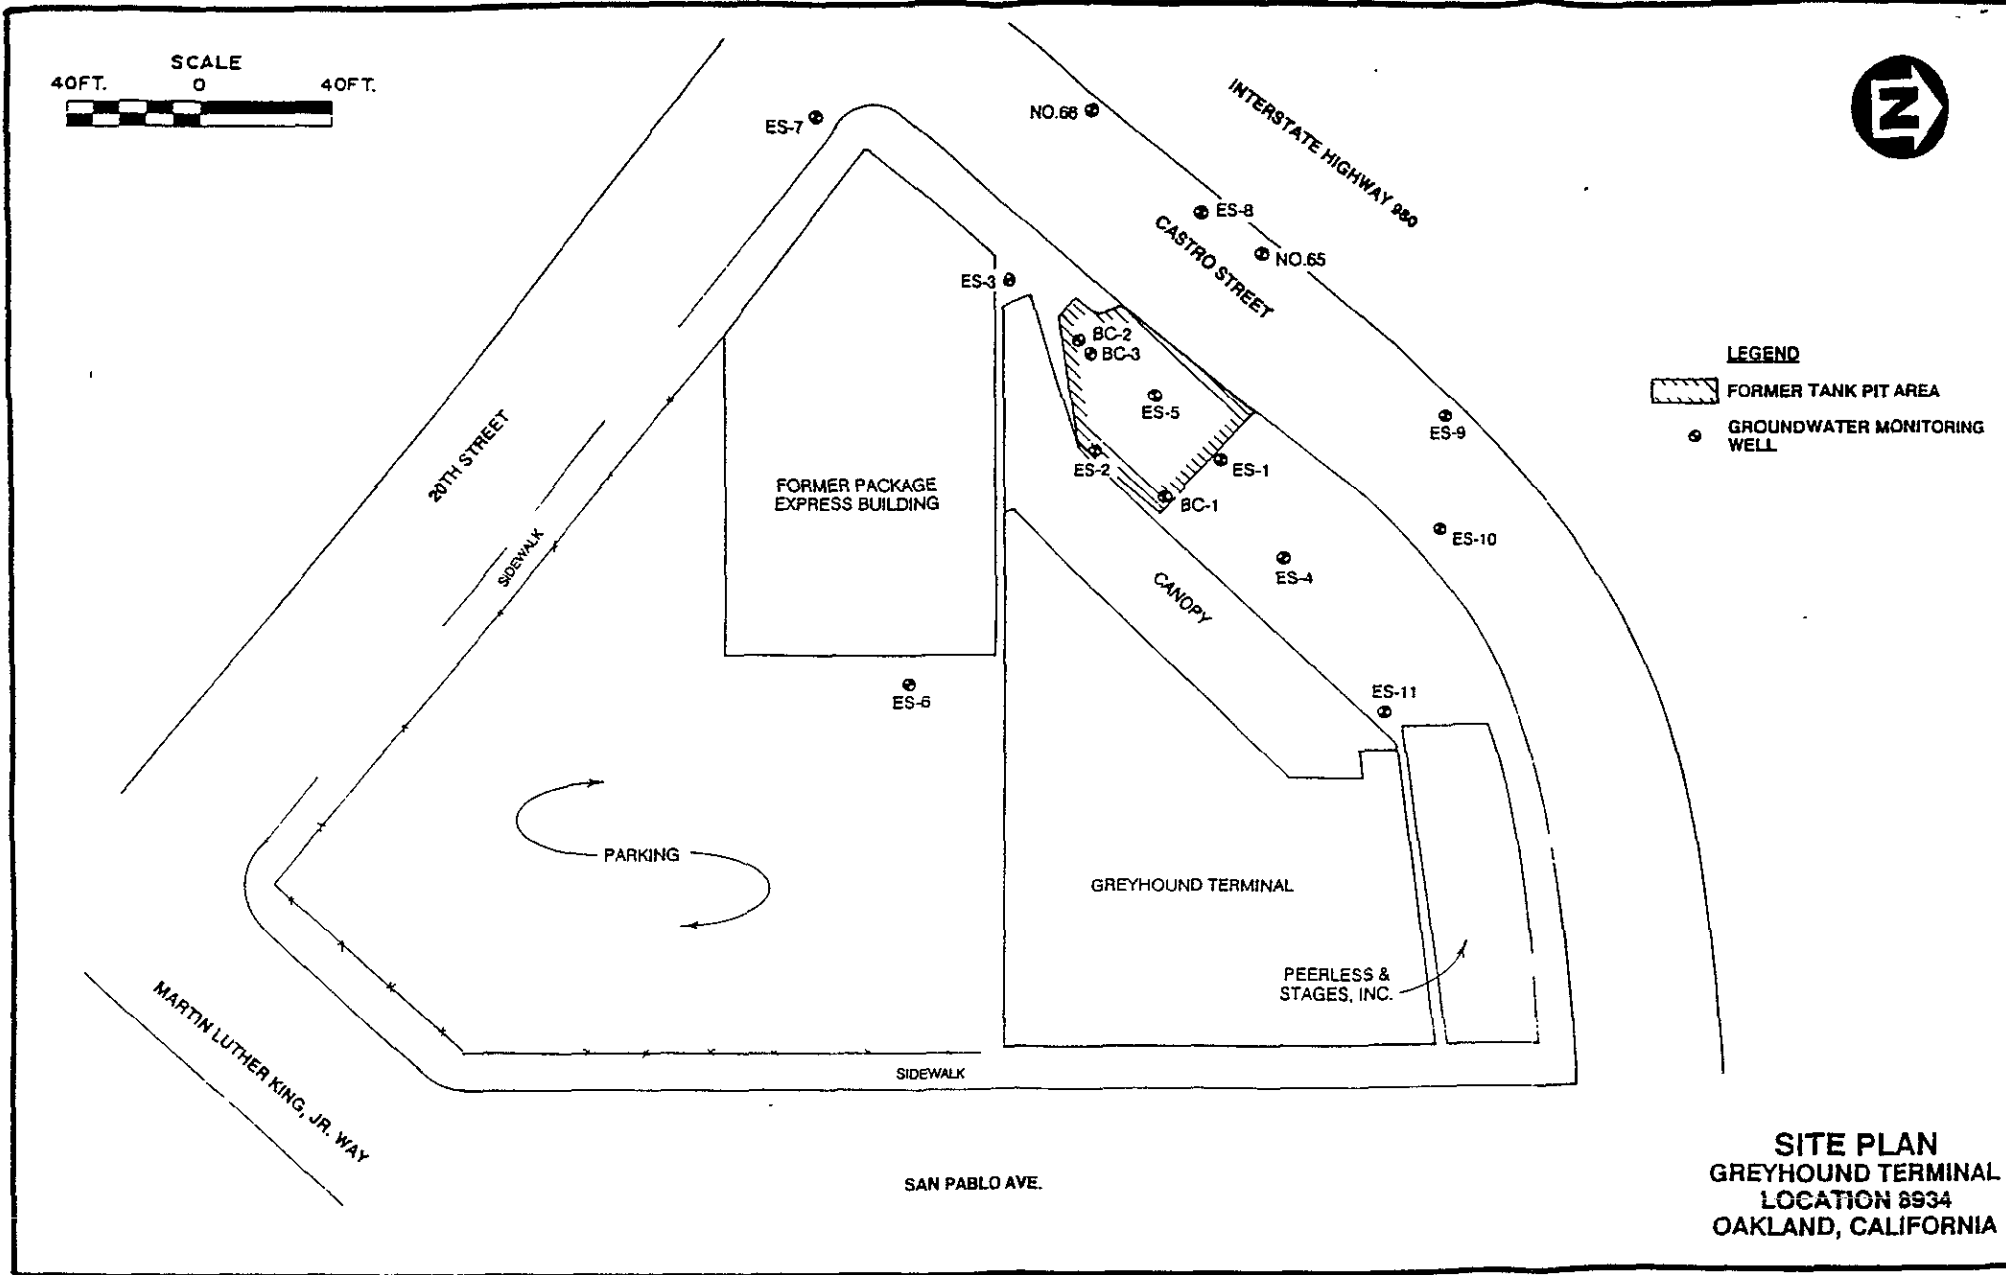 SCALE
40FT. 0 40FT.
N
ES-7
NO.66
INTERSTATE HIGHWAY 980
ES-8
CASTRO STREET
NO.65
ES-3
BC-2
BC-3
ES-5
ES-2
ES-1
BC-1
ES-9
ES-10
ES-4
LEGEND
FORMER TANK PIT AREA
GROUNDWATER MONITORING
WELL
20TH STREET
SIDEWALK
FORMER PACKAGE
EXPRESS BUILDING
CANOPY
ES-6
ES-11
PARKING
GREYHOUND TERMINAL
PEERLESS &
STAGES, INC.
SIDEWALK
MARTIN LUTHER KING, JR. WAY
SAN PABLO AVE.
SITE PLAN
GREYHOUND TERMINAL
LOCATION 8934
OAKLAND, CALIFORNIA